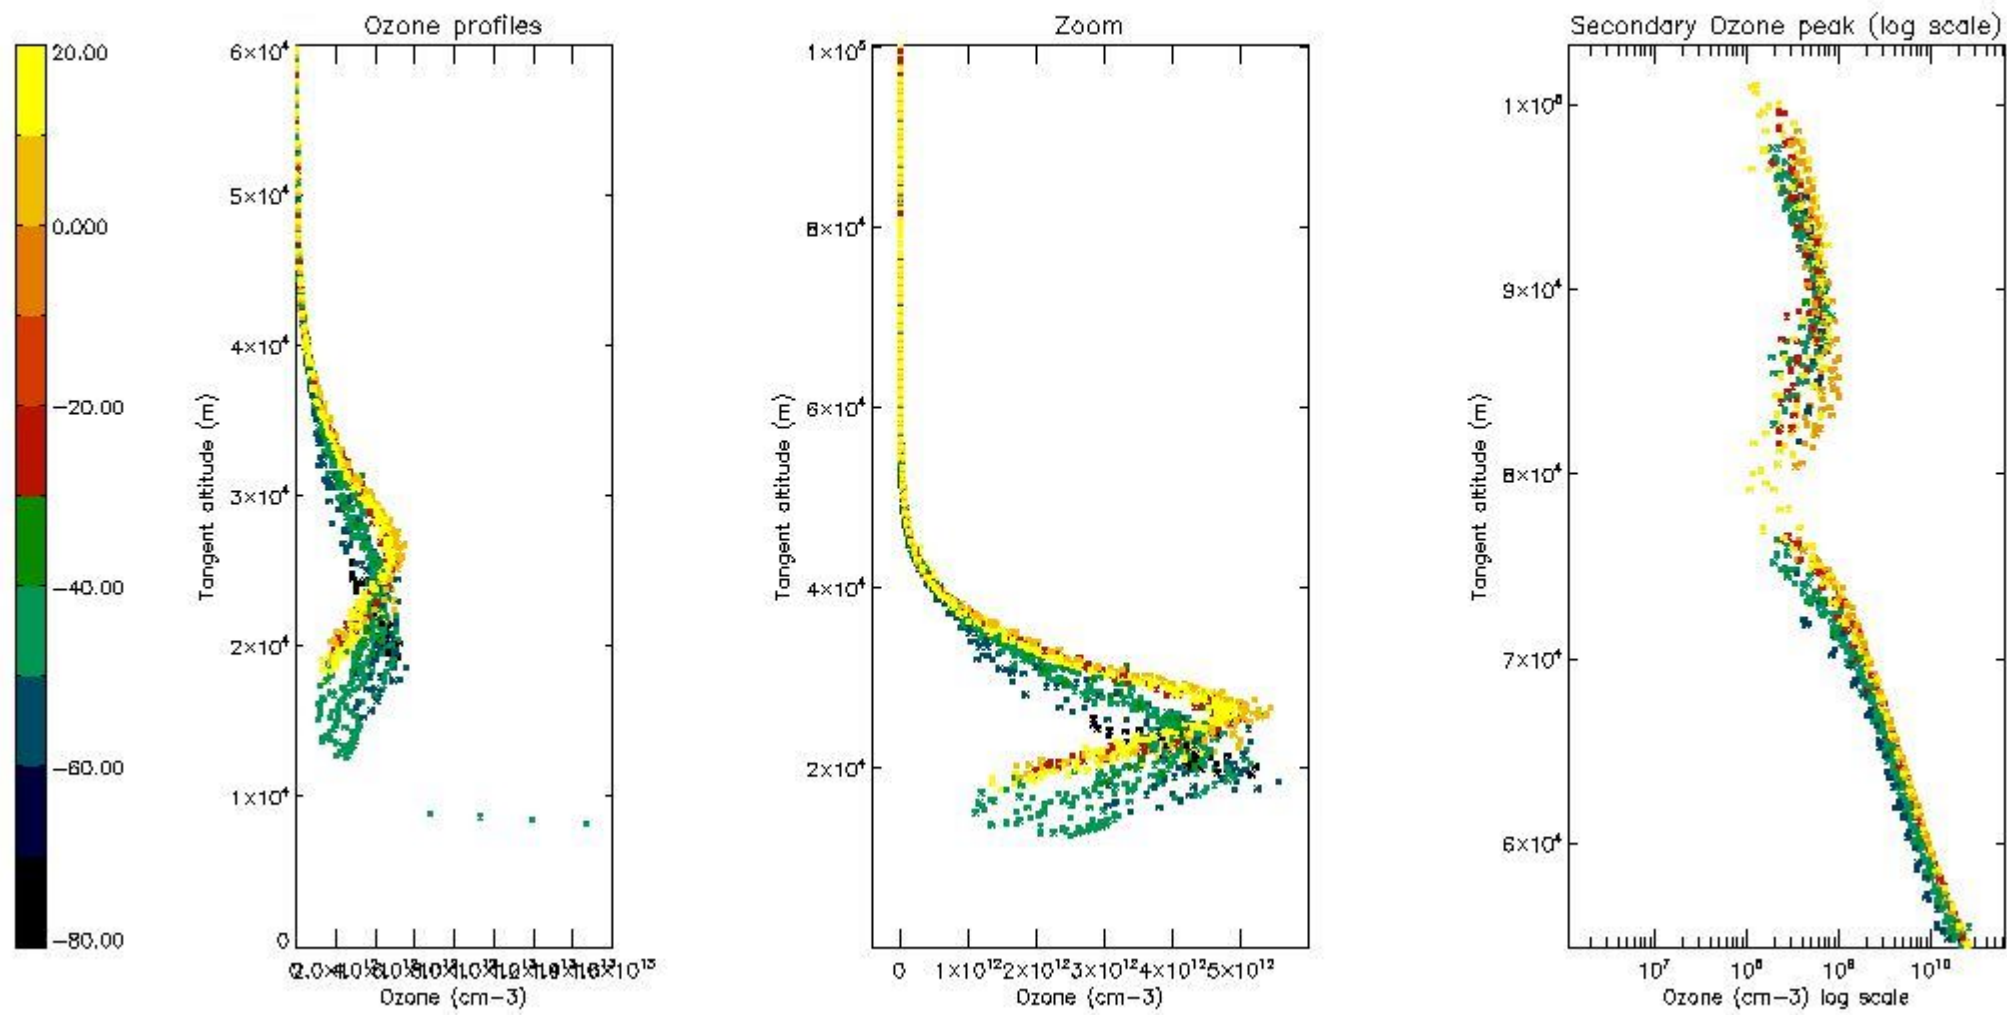 Ozone profiles
Zoom
Secondary Ozone peak (log scale)
20.00
0.000
−20.00
−40.00
−60.00
−80.00
6×10⁴
5×10⁴
4×10⁴
3×10⁴
2×10⁴
1×10⁴
0
Tangent altitude (m)
Ozone (cm−3)
1×10⁵
8×10⁴
6×10⁴
4×10⁴
2×10⁴
Tangent altitude (m)
0 1×10¹² 2×10¹² 3×10¹² 4×10¹² 5×10¹²
Ozone (cm−3)
1×10⁵
9×10⁴
8×10⁴
7×10⁴
6×10⁴
Tangent altitude (m)
10⁷ 10⁸ 10⁹ 10¹⁰
Ozone (cm−3) log scale